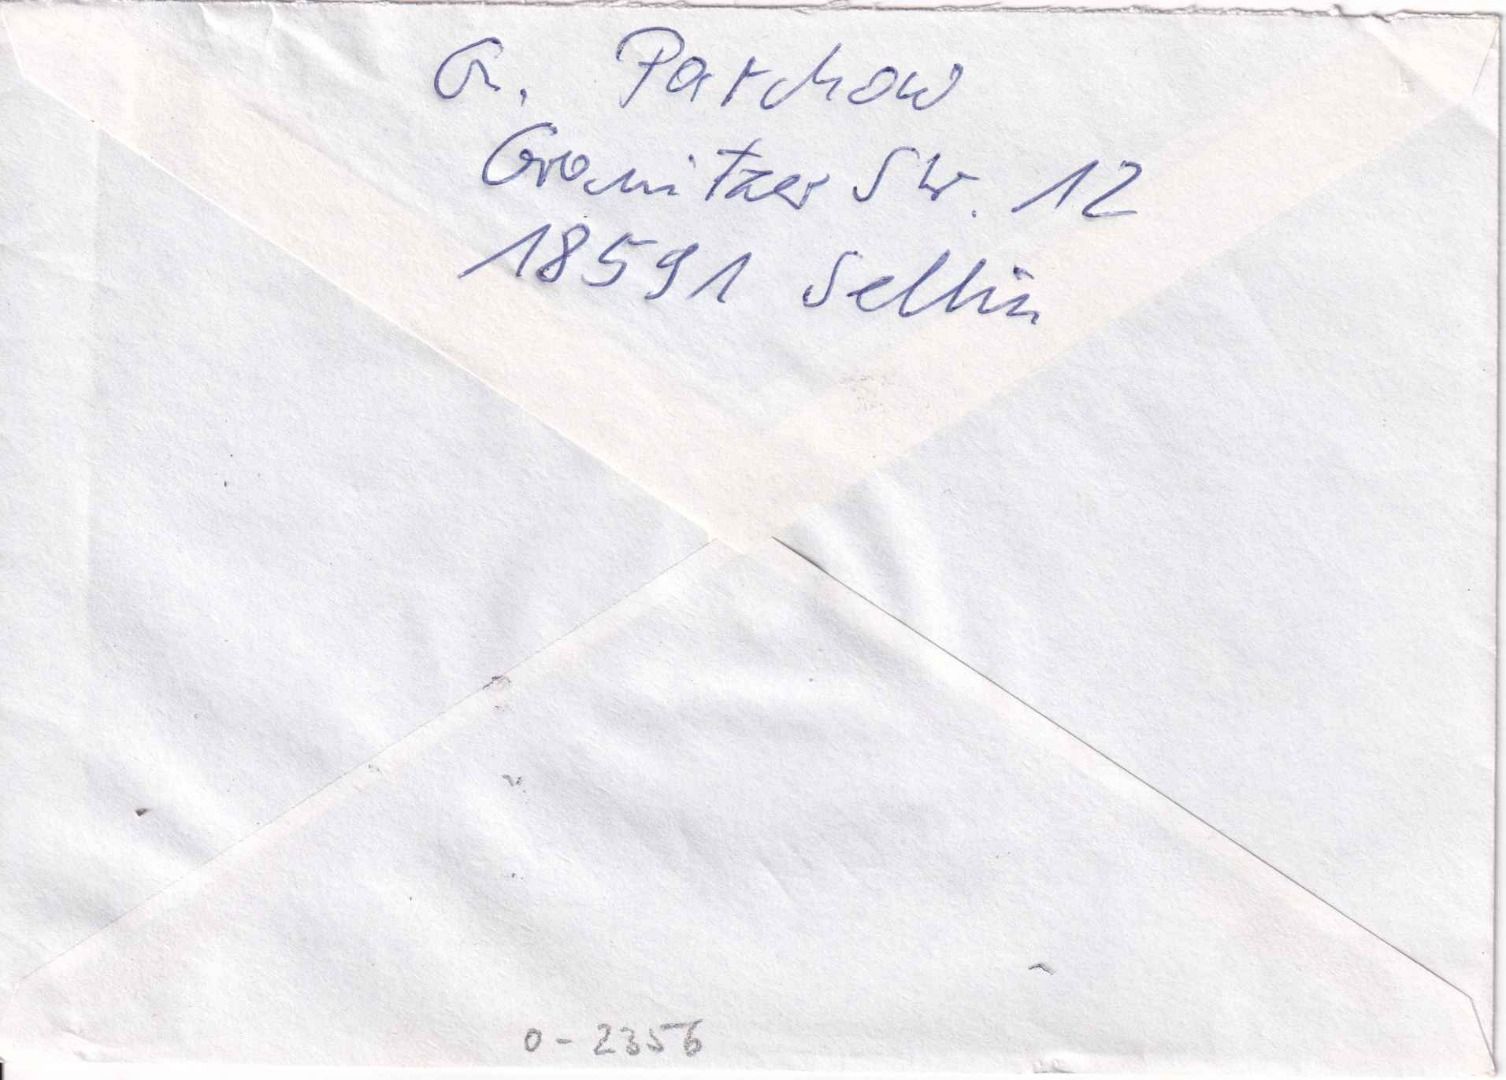 G. Parchow
Granitzer Str. 12
18591 Sellin
0-2356